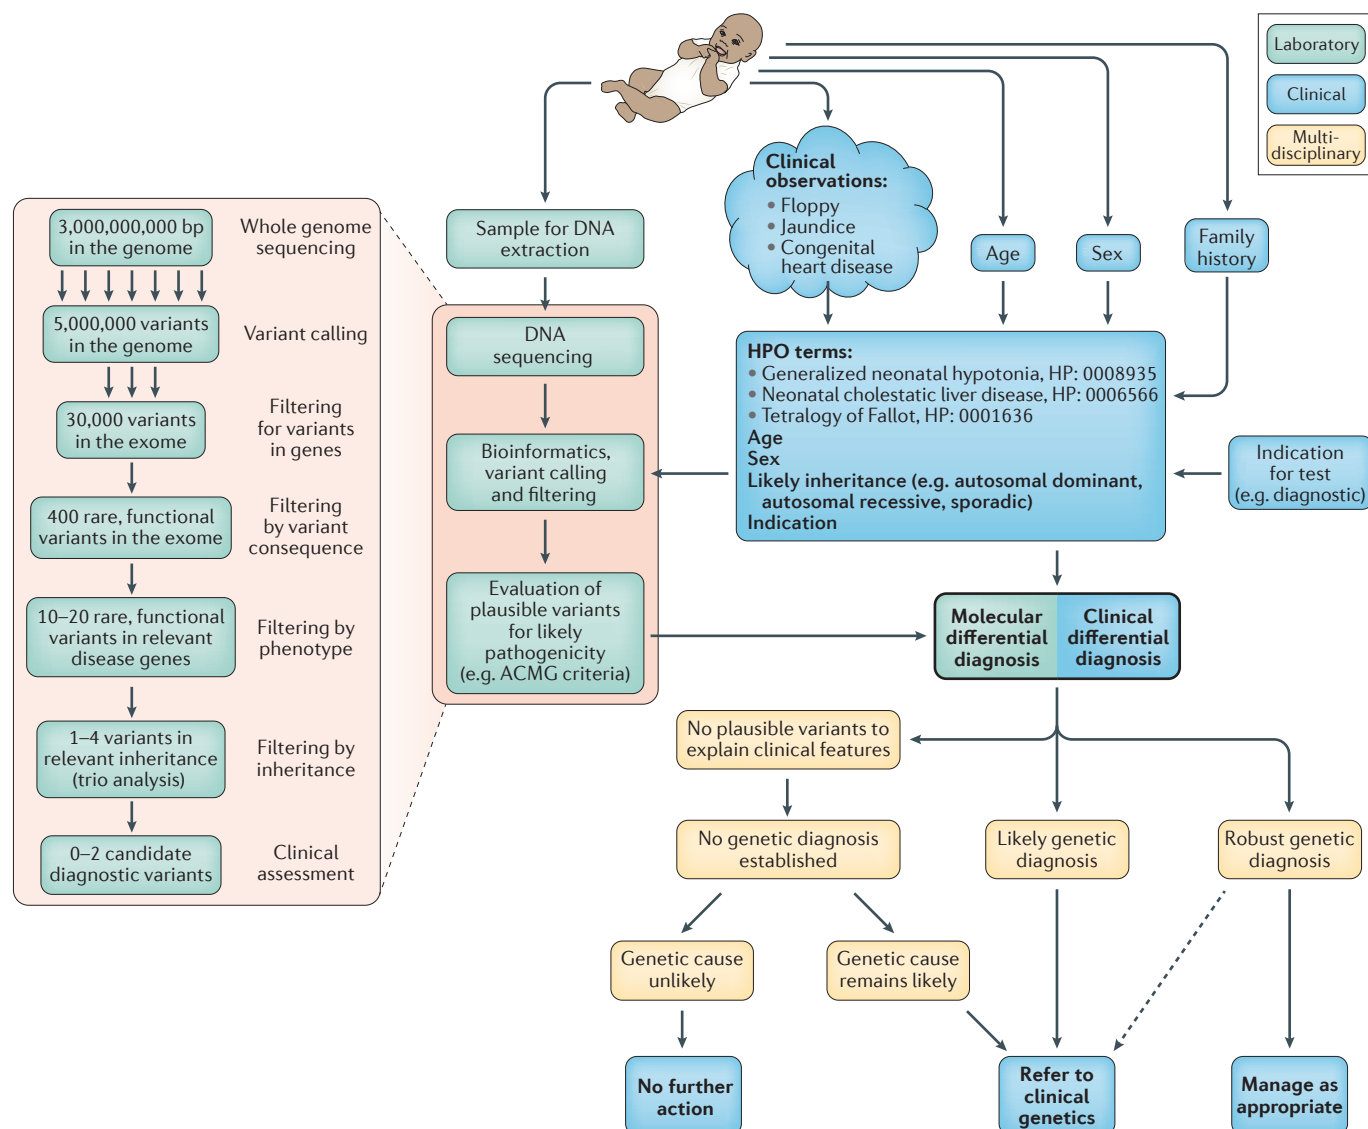 Laboratory
Clinical
Multi-
disciplinary
Clinical
observations:
• Floppy
• Jaundice
• Congenital
heart disease
Age
Sex
Family
history
Sample for DNA
extraction
3,000,000,000 bp
in the genome
Whole genome
sequencing
5,000,000 variants
in the genome
Variant calling
30,000 variants
in the exome
Filtering
for variants
in genes
400 rare, functional
variants in the exome
Filtering
by variant
consequence
10–20 rare, functional
variants in relevant
disease genes
Filtering by
phenotype
1–4 variants in
relevant inheritance
(trio analysis)
Filtering by
inheritance
0–2 candidate
diagnostic variants
Clinical
assessment
DNA
sequencing
Bioinformatics,
variant calling
and filtering
Evaluation of
plausible variants
for likely
pathogenicity
(e.g. ACMG criteria)
HPO terms:
• Generalized neonatal hypotonia, HP: 0008935
• Neonatal cholestatic liver disease, HP: 0006566
• Tetralogy of Fallot, HP: 0001636
Age
Sex
Likely inheritance (e.g. autosomal dominant,
autosomal recessive, sporadic)
Indication
Indication
for test
(e.g. diagnostic)
Molecular
differential
diagnosis
Clinical
differential
diagnosis
No plausible variants to
explain clinical features
No genetic diagnosis
established
Likely genetic
diagnosis
Robust genetic
diagnosis
Genetic cause
unlikely
Genetic cause
remains likely
No further
action
Refer to
clinical
genetics
Manage as
appropriate